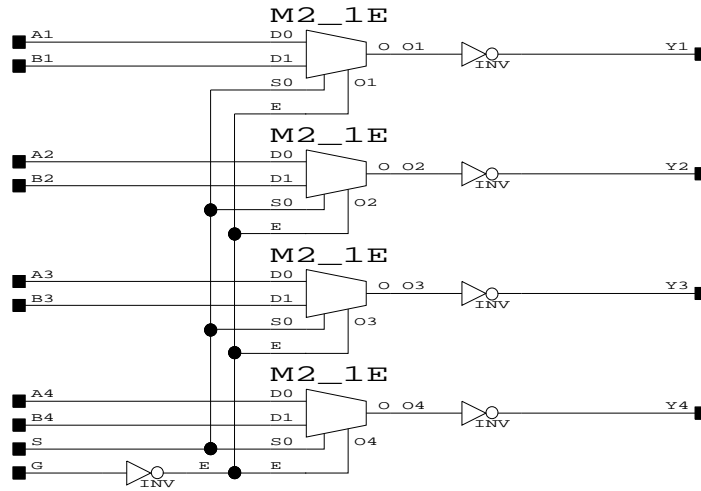 M2_1E
A1 D0 O O1 Y1
B1 D1 INV
S0 O1
E
M2_1E
A2 D0 O O2 Y2
B2 D1 INV
S0 O2
E
M2_1E
A3 D0 O O3 Y3
B3 D1 INV
S0 O3
E
M2_1E
A4 D0 O O4 Y4
B4 D1 INV
S S0 O4
G E E
INV